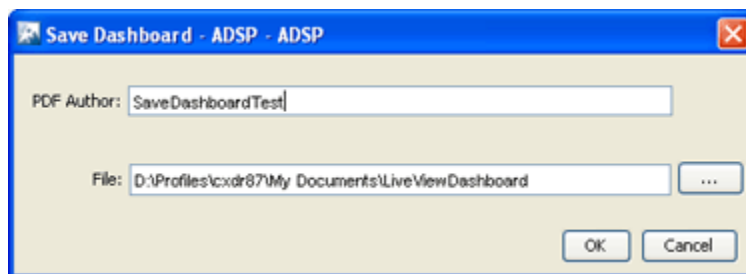 Save Dashboard - ADSP - ADSP
PDF Author: SaveDashboardTest
File: D:\Profiles\cxdr87\My Documents\LiveViewDashboard ...
OK Cancel